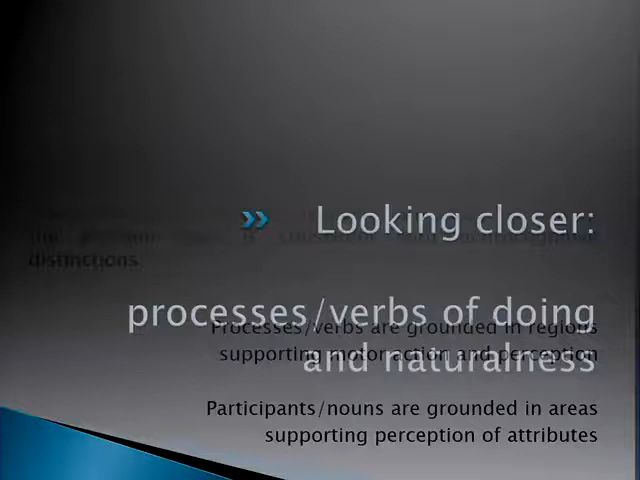 Looking closer:
distinctions
processes/verbs of doing
Processes/verbs are grounded in regions
supporting motor action and perception
and naturalness
Participants/nouns are grounded in areas
supporting perception of attributes